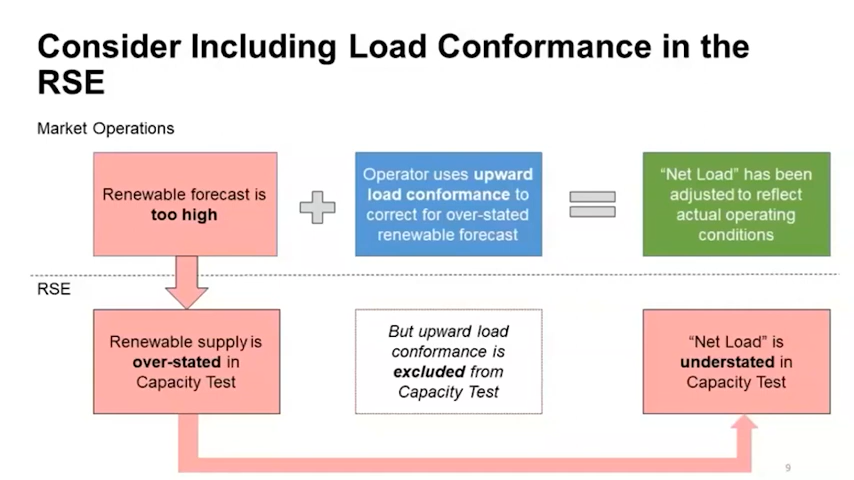 Consider Including Load Conformance in the
RSE
Market Operations
Renewable forecast is
too high
Operator uses upward
load conformance to
correct for over-stated
renewable forecast
“Net Load” has been
adjusted to reflect
actual operating
conditions
RSE
Renewable supply is
over-stated in
Capacity Test
But upward load
conformance is
excluded from
Capacity Test
“Net Load” is
understated in
Capacity Test
9